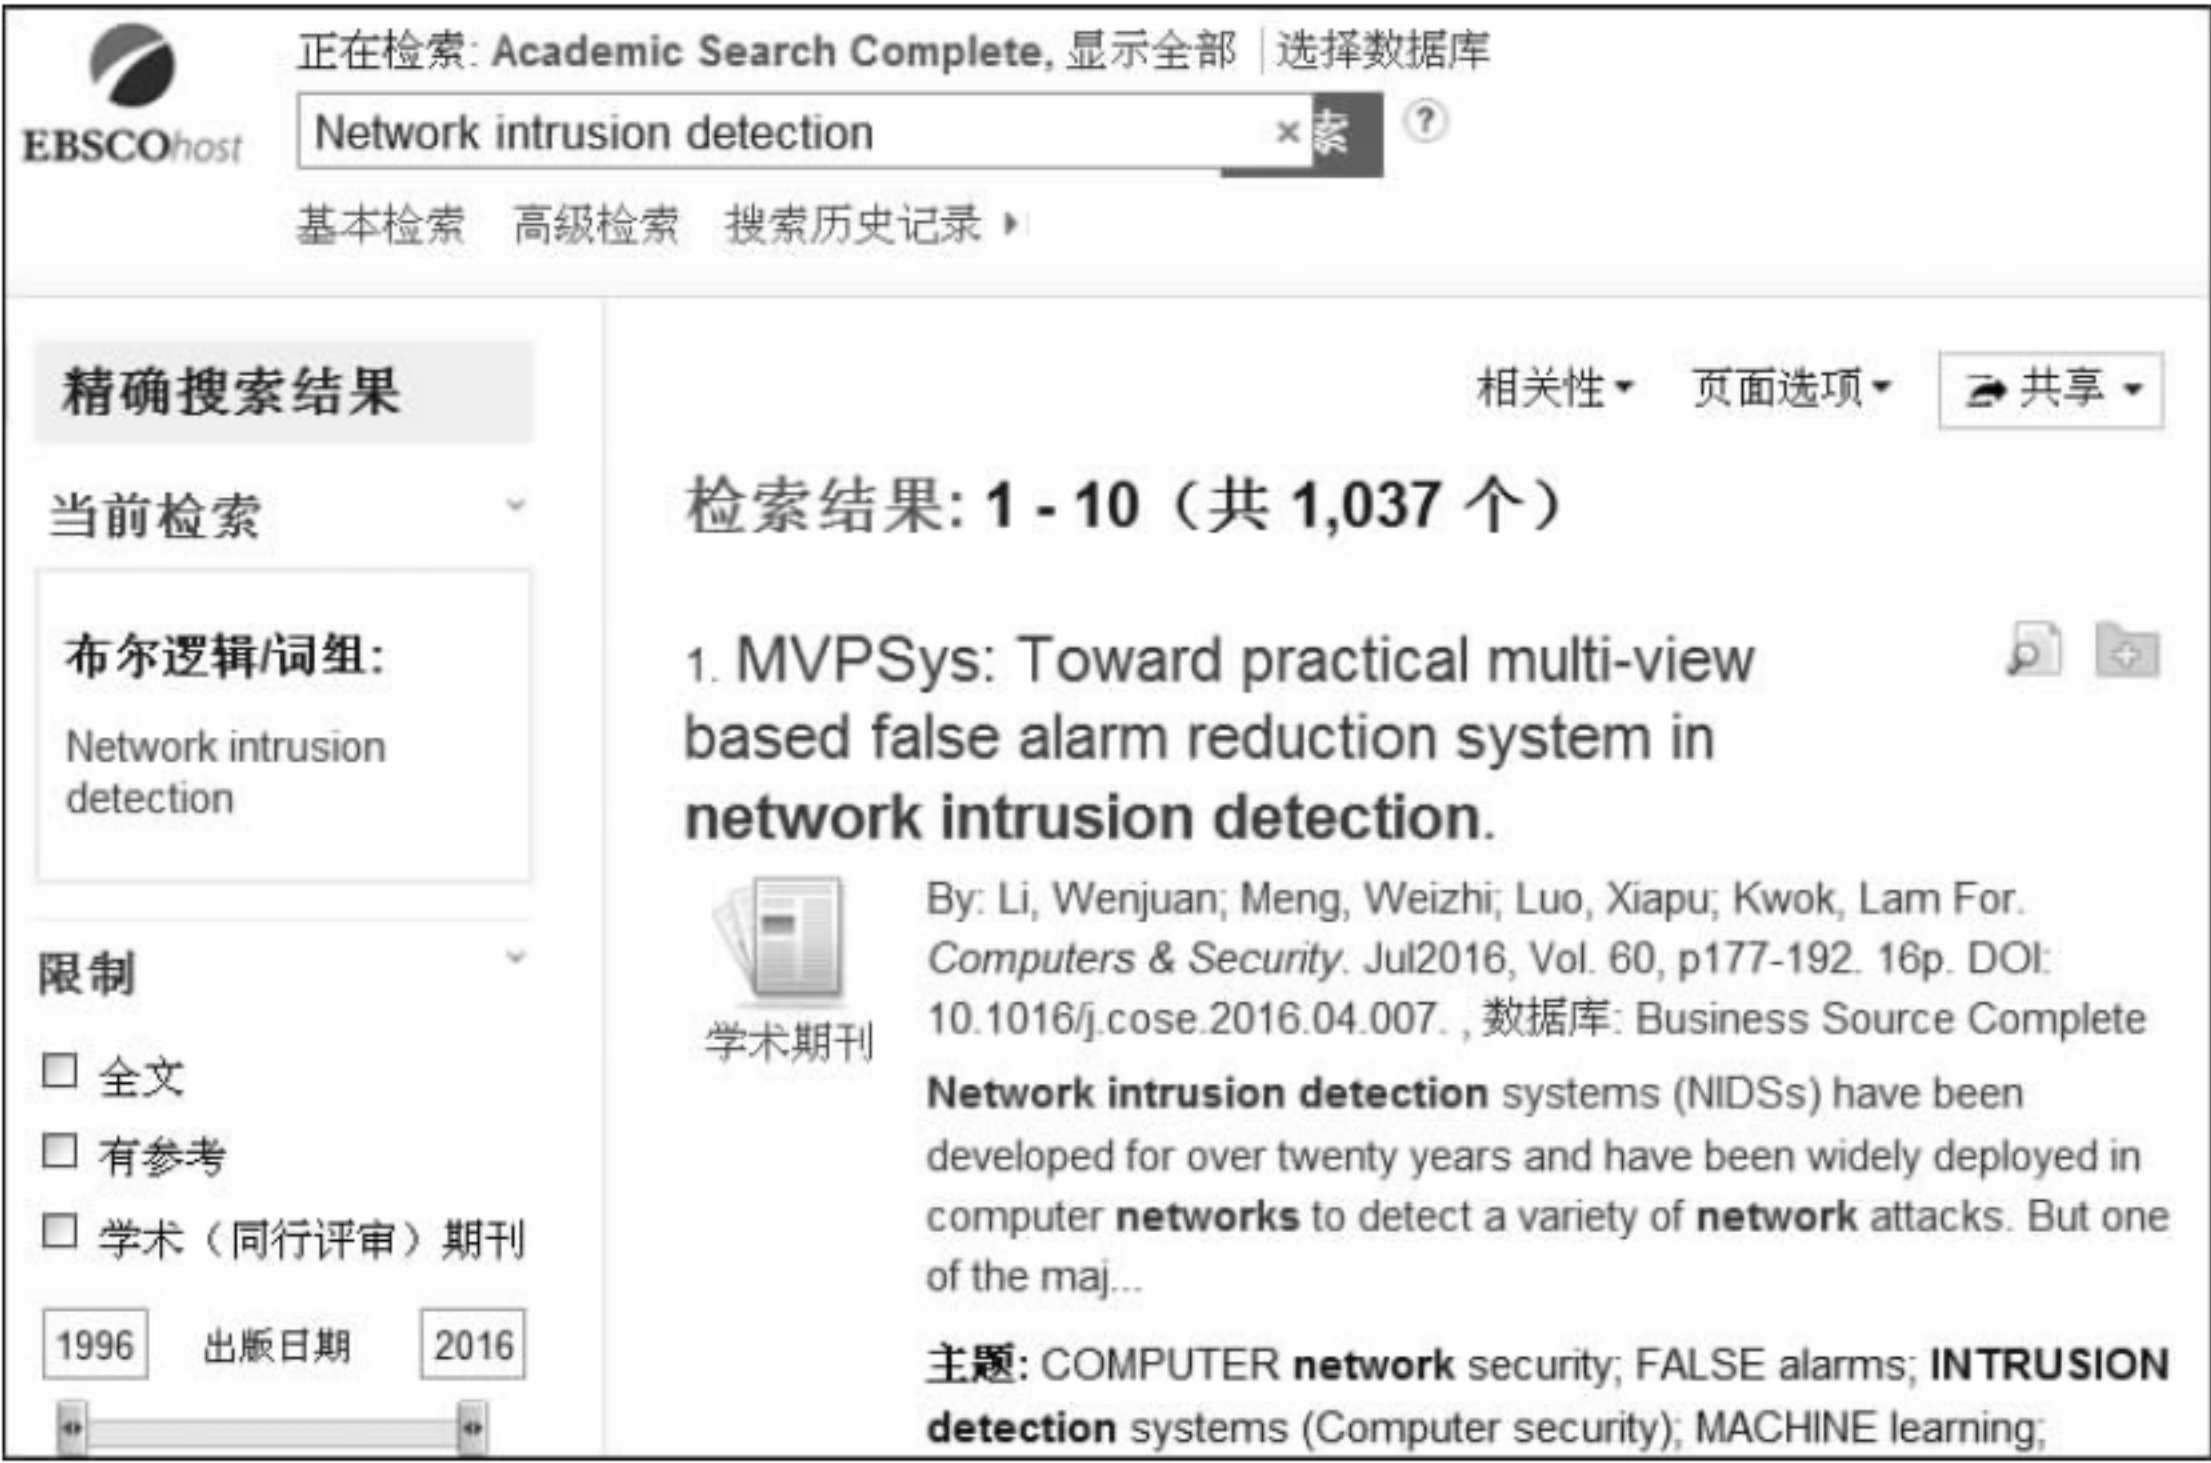 EBSCOhost
正在检索: Academic Search Complete, 显示全部 | 选择数据库
Network intrusion detection × 索 ?
基本检索 高级检索 搜索历史记录
精确搜索结果
当前检索
布尔逻辑/词组:
Network intrusion
detection
限制
全文
有参考
学术（同行评审）期刊
1996 出版日期 2016
相关性 页面选项 共享
检索结果: 1 - 10（共 1,037 个）
1. MVPSys: Toward practical multi-view
based false alarm reduction system in
network intrusion detection.
学术期刊
By: Li, Wenjuan; Meng, Weizhi; Luo, Xiapu; Kwok, Lam For.
Computers & Security. Jul2016, Vol. 60, p177-192. 16p. DOI:
10.1016/j.cose.2016.04.007. , 数据库: Business Source Complete
Network intrusion detection systems (NIDSs) have been
developed for over twenty years and have been widely deployed in
computer networks to detect a variety of network attacks. But one
of the maj...
主题: COMPUTER network security; FALSE alarms; INTRUSION
detection systems (Computer security); MACHINE learning;